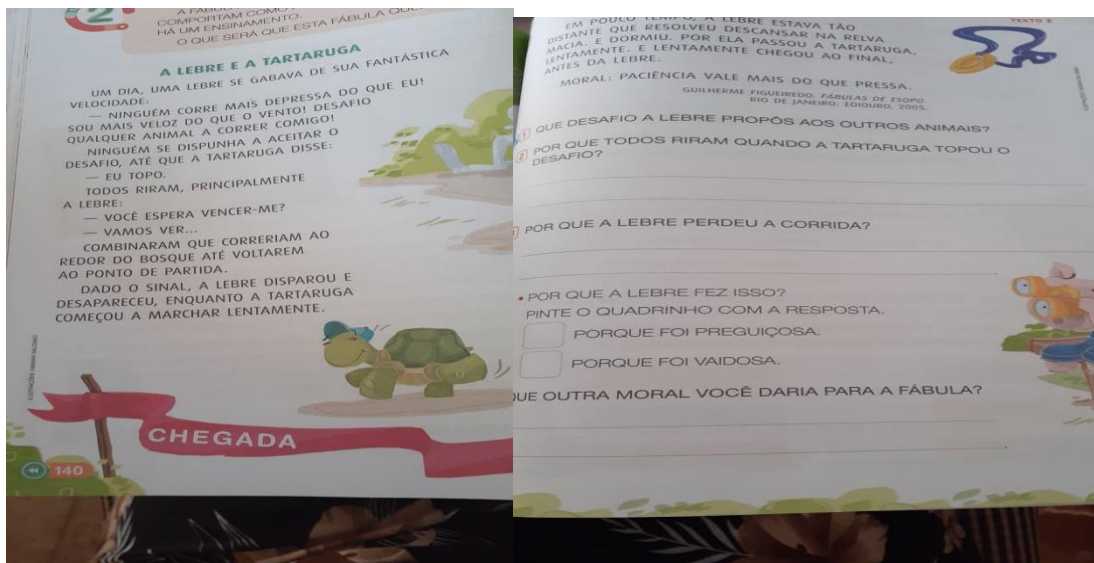 2
COMPORTAM COMO
HÁ UM ENSINAMENTO.
O QUE SERÁ QUE ESTA FÁBULA
A LEBRE E A TARTARUGA
UM DIA, UMA LEBRE SE GABAVA DE SUA FANTÁSTICA
VELOCIDADE:
— NINGUÉM CORRE MAIS DEPRESSA DO QUE EU!
SOU MAIS VELOZ DO QUE O VENTO! DESAFIO
QUALQUER ANIMAL A CORRER COMIGO!
NINGUÉM SE DISPUNHA A ACEITAR O
DESAFIO, ATÉ QUE A TARTARUGA DISSE:
— EU TOPO.
TODOS RIRAM, PRINCIPALMENTE
A LEBRE:
— VOCÊ ESPERA VENCER-ME?
— VAMOS VER...
COMBINARAM QUE CORRERIAM AO
REDOR DO BOSQUE ATÉ VOLTAREM
AO PONTO DE PARTIDA.
DADO O SINAL, A LEBRE DISPAROU E
DESAPARECEU, ENQUANTO A TARTARUGA
COMEÇOU A MARCHAR LENTAMENTE.
CHEGADA
140
EM POUCO TEMPO, A LEBRE ESTAVA TÃO
DISTANTE QUE RESOLVEU DESCANSAR NA RELVA
MACIA. E DORMIU. POR ELA PASSOU A TARTARUGA,
LENTAMENTE. E LENTAMENTE CHEGOU AO FINAL,
ANTES DA LEBRE.
MORAL: PACIÊNCIA VALE MAIS DO QUE PRESSA.
GUILHERME FIGUEIREDO. FÁBULAS DE ESOPO.
RIO DE JANEIRO: EDIOURO, 2005.
1 QUE DESAFIO A LEBRE PROPÔS AOS OUTROS ANIMAIS?
2 POR QUE TODOS RIRAM QUANDO A TARTARUGA TOPOU O
DESAFIO?
POR QUE A LEBRE PERDEU A CORRIDA?
• POR QUE A LEBRE FEZ ISSO?
PINTE O QUADRINHO COM A RESPOSTA.
PORQUE FOI PREGUIÇOSA.
PORQUE FOI VAIDOSA.
QUE OUTRA MORAL VOCÊ DARIA PARA A FÁBULA?